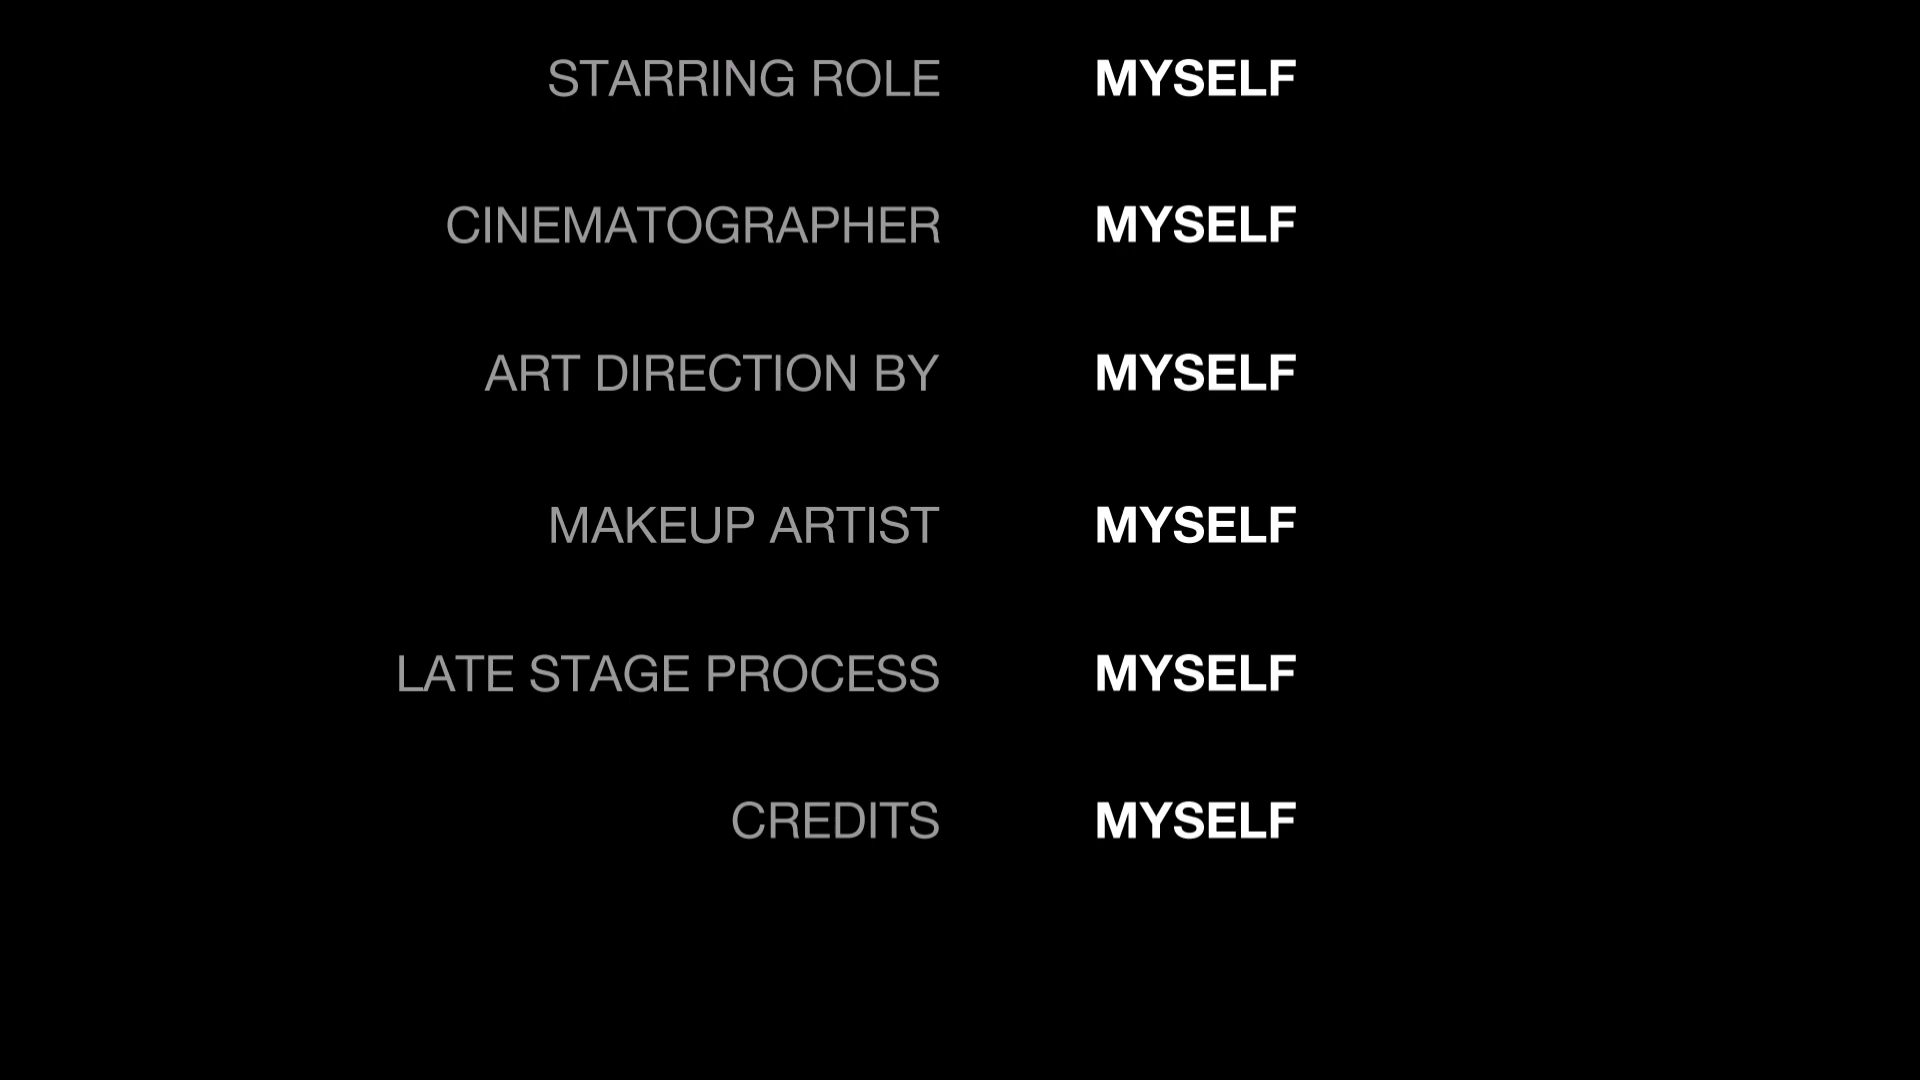 STARRING ROLE MYSELF
CINEMATOGRAPHER MYSELF
ART DIRECTION BY MYSELF
MAKEUP ARTIST MYSELF
LATE STAGE PROCESS MYSELF
CREDITS MYSELF